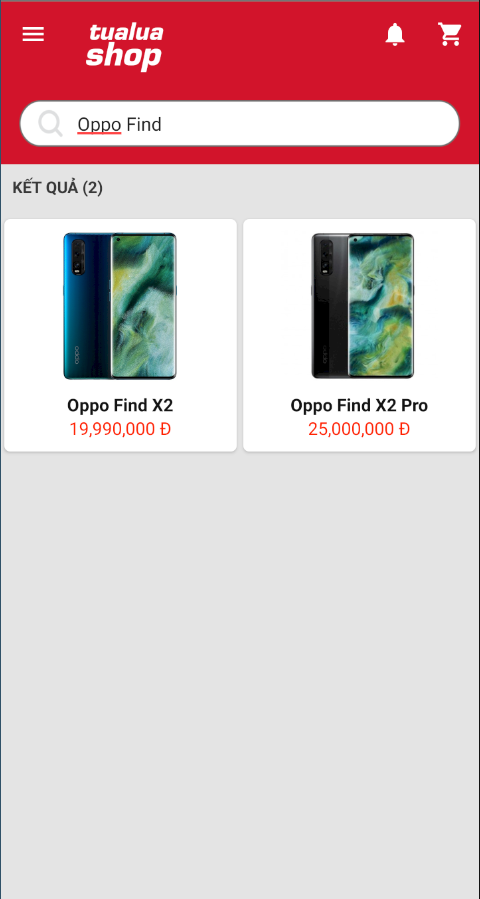 tualua
shop
Oppo Find
KẾT QUẢ (2)
Oppo Find X2
19,990,000 Đ
Oppo Find X2 Pro
25,000,000 Đ